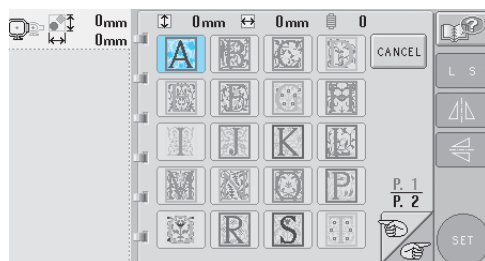 0mm
0mm
0mm 0mm 0
CANCEL
L S
A
I J K L
M N P
R S
P. 1
P. 2
SET